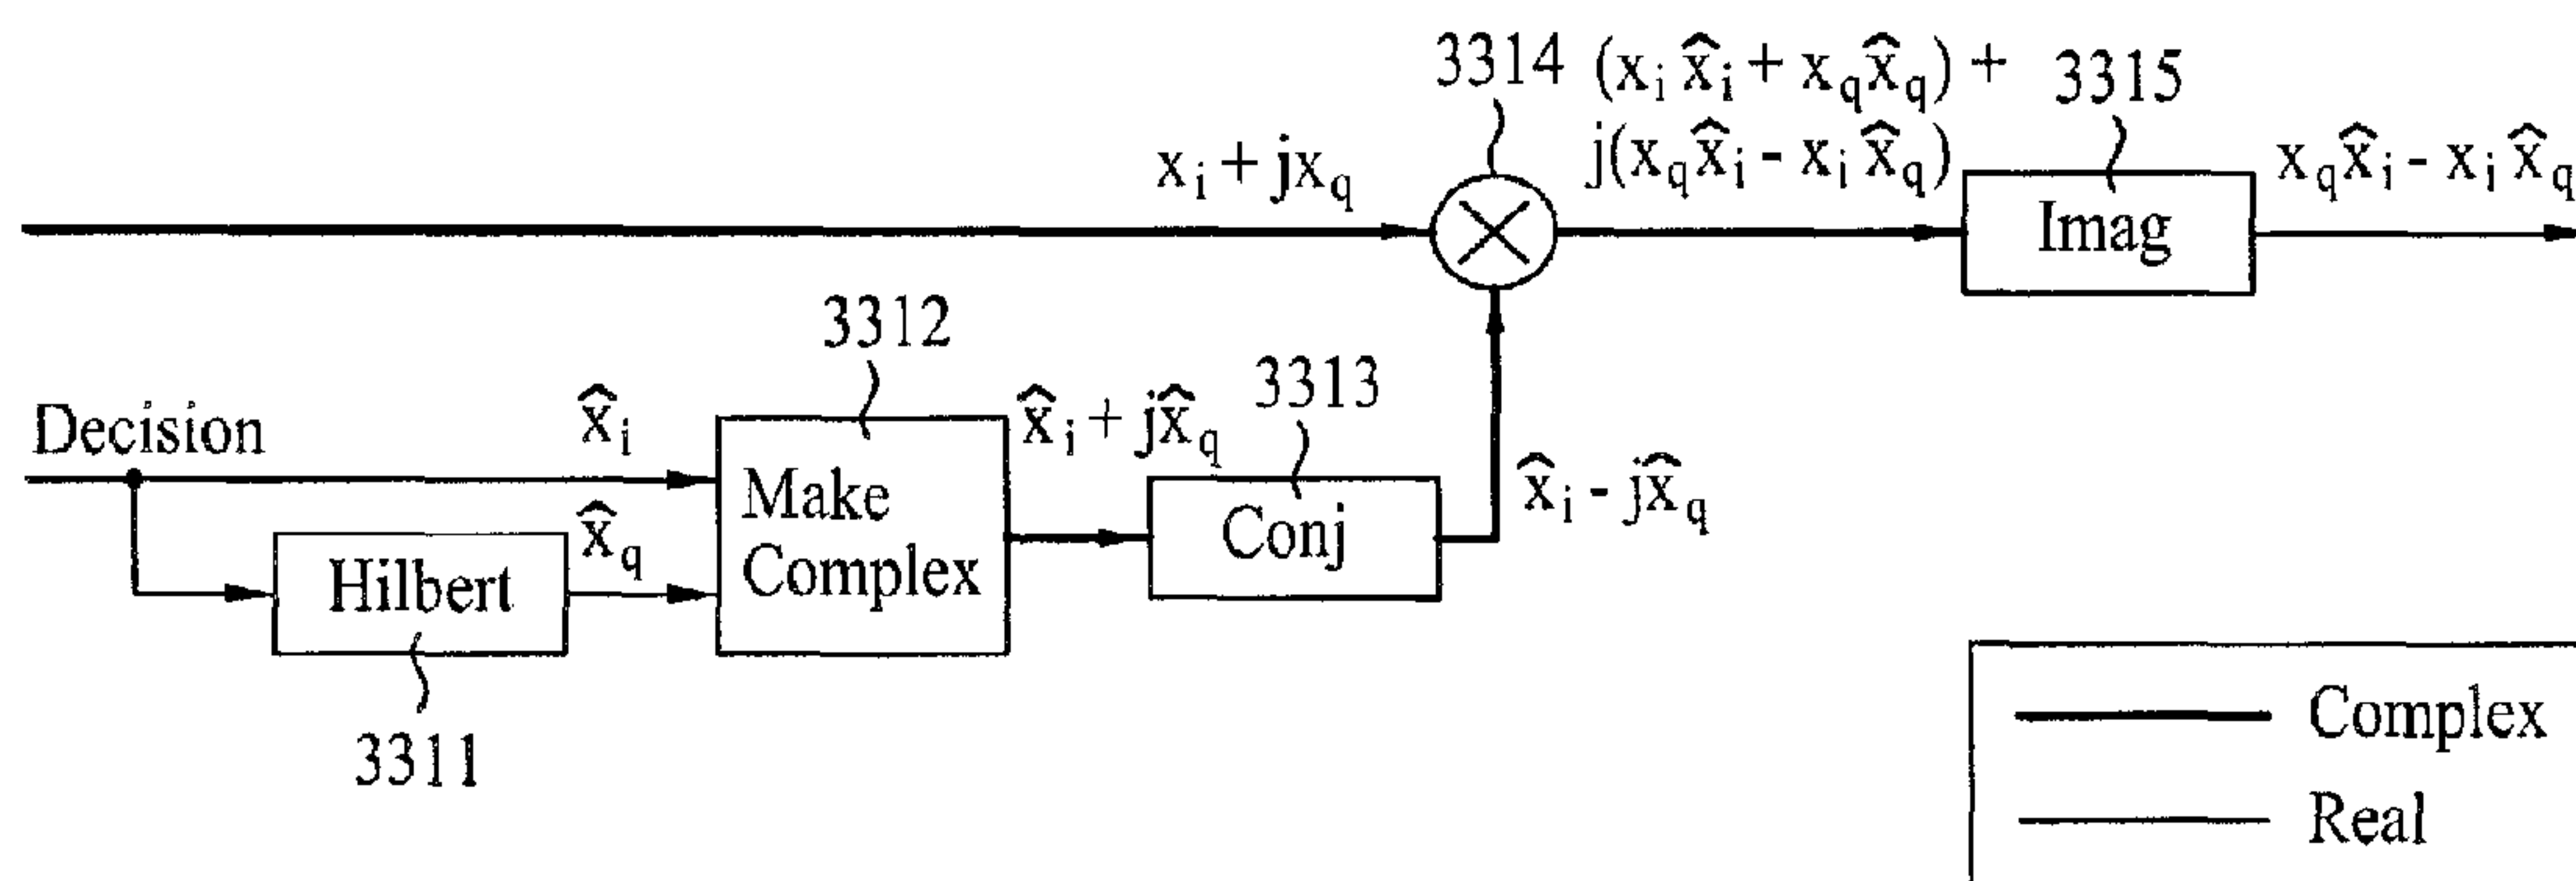 3314
(x_i x̂_i + x_q x̂_q) +
3315
x_i + jx_q
j(x_q x̂_i - x_i x̂_q)
x_q x̂_i - x_i x̂_q
Imag
3312
3313
Decision
x̂_i
x̂_i + jx̂_q
Make
Complex
x̂_i - jx̂_q
x̂_q
Conj
Hilbert
3311
Complex
Real